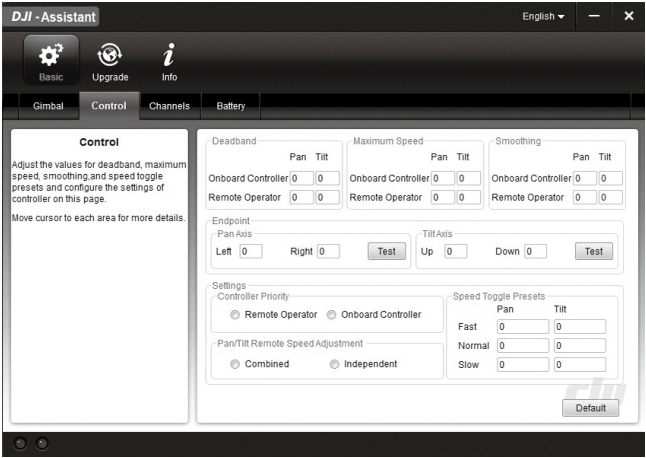 DJI - Assistant
English
Basic
Upgrade
Info
Gimbal
Control
Channels
Battery
Control
Adjust the values for deadband, maximum
speed, smoothing,and speed toggle
presets and configure the settings of
controller on this page.
Move cursor to each area for more details.
Deadband
Pan Tilt
Onboard Controller 0 0
Remote Operator 0 0
Maximum Speed
Pan Tilt
Onboard Controller 0 0
Remote Operator 0 0
Smoothing
Pan Tilt
Onboard Controller 0 0
Remote Operator 0 0
Endpoint
Pan Axis
Left 0 Right 0 Test
Tilt Axis
Up 0 Down 0 Test
Settings
Controller Priority
Remote Operator Onboard Controller
Pan/Tilt Remote Speed Adjustment
Combined Independent
Speed Toggle Presets
Pan Tilt
Fast 0 0
Normal 0 0
Slow 0 0
Default